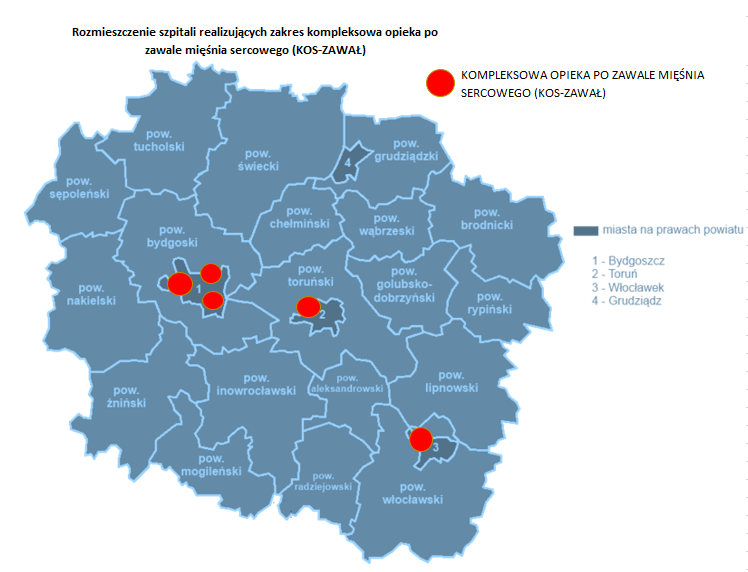 Rozmieszczenie szpitali realizujących zakres kompleksowa opieka po
zawale mięśnia sercowego (KOS-ZAWAŁ)
KOMPLEKSOWA OPIEKA PO ZAWALE MIĘŚNIA
SERCOWEGO (KOS-ZAWAŁ)
pow.
tucholski
pow.
świecki
4
pow.
grudziądzki
pow.
sępoleński
pow.
bydgoski
pow.
chełmiński
pow.
wąbrzeski
pow.
brodnicki
miasta na prawach powiatu
1 - Bydgoszcz
2 - Toruń
3 - Włocławek
4 - Grudziądz
pow.
nakielski
1
pow.
toruński
2
pow.
golubsko-
dobrzyński
pow.
rypiński
pow.
żniński
pow.
inowrocławski
pow.
aleksandrowski
pow.
lipnowski
3
pow.
mogileński
pow.
radziejowski
pow.
włocławski